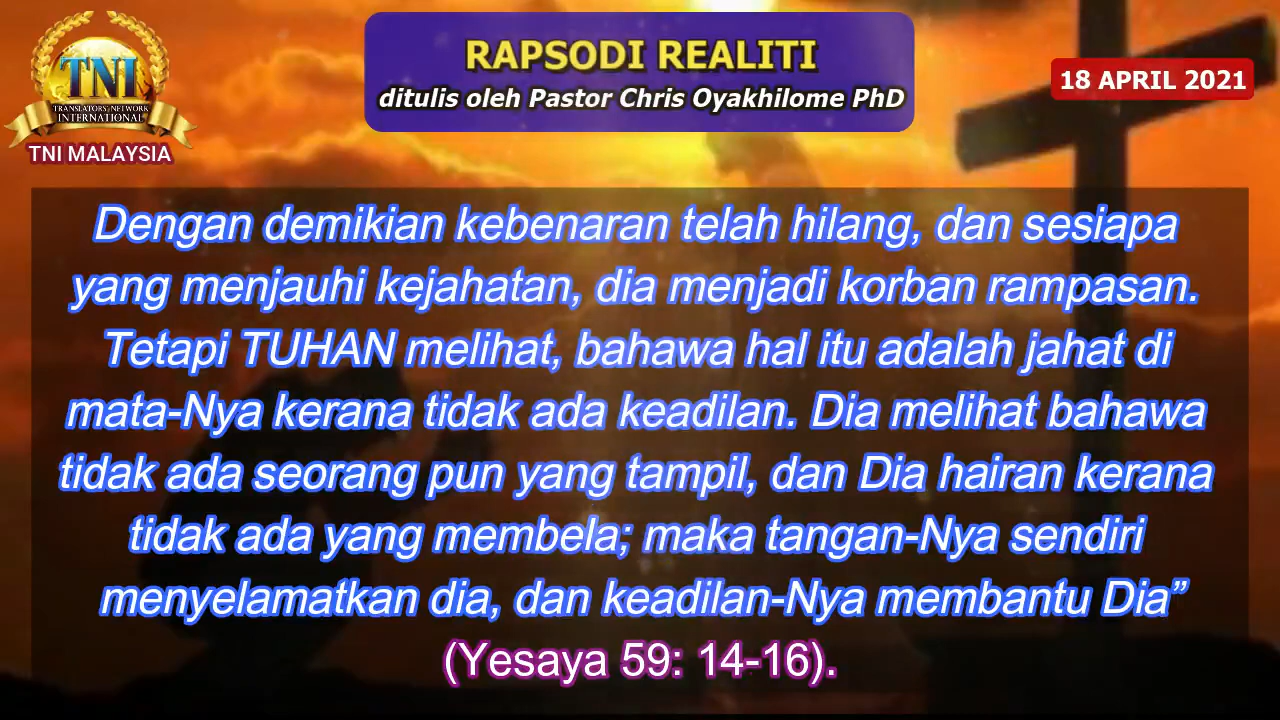 TNI
TRANSLATORS' NETWORK
INTERNATIONAL
TNI MALAYSIA
RAPSODI REALITI
ditulis oleh Pastor Chris Oyakhilome PhD
18 APRIL 2021
Dengan demikian kebenaran telah hilang, dan sesiapa
yang menjauhi kejahatan, dia menjadi korban rampasan.
Tetapi TUHAN melihat, bahawa hal itu adalah jahat di
mata-Nya kerana tidak ada keadilan. Dia melihat bahawa
tidak ada seorang pun yang tampil, dan Dia hairan kerana
tidak ada yang membela; maka tangan-Nya sendiri
menyelamatkan dia, dan keadilan-Nya membantu Dia”
(Yesaya 59: 14-16).